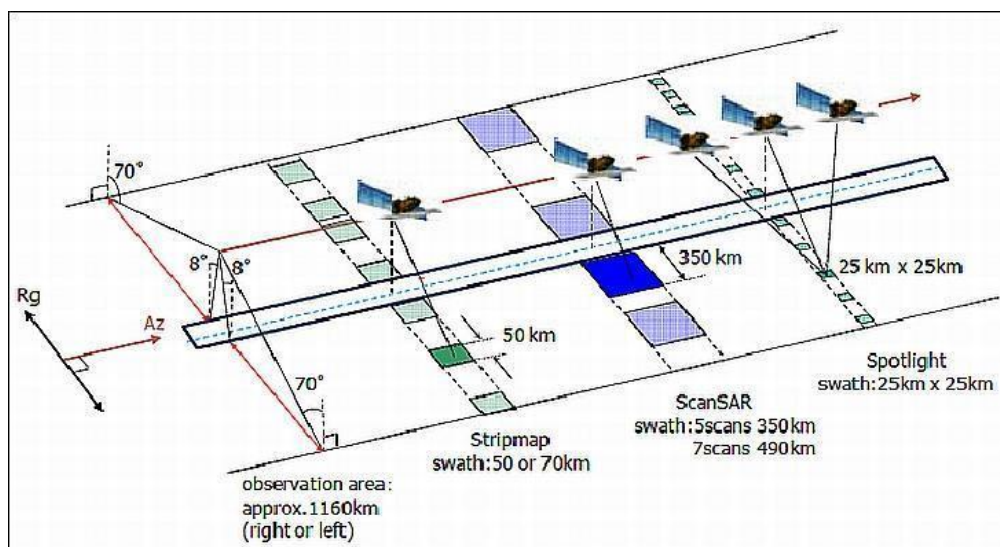 70°
8°
8°
Rg
Az
70°
50 km
350 km
25 km x 25km
Stripmap
swath:50 or 70km
ScanSAR
swath:5scans 350km
7scans 490km
Spotlight
swath:25km x 25km
observation area:
approx.1160km
(right or left)